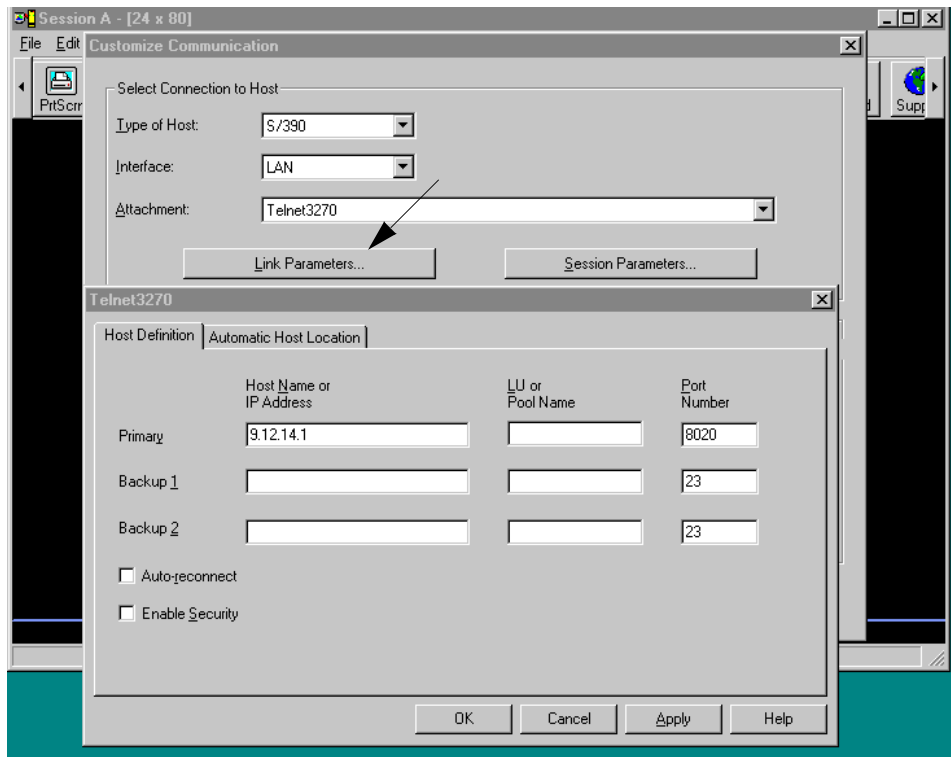 Session A - [24 x 80]
File Edit
PrtScrn
Supp
Customize Communication
Select Connection to Host
Type of Host: S/390
Interface: LAN
Attachment: Telnet3270
Link Parameters... Session Parameters...
Telnet3270
Host Definition Automatic Host Location
Host Name or
IP Address
LU or
Pool Name
Port
Number
Primary 9.12.14.1 8020
Backup 1 23
Backup 2 23
Auto-reconnect
Enable Security
OK Cancel Apply Help